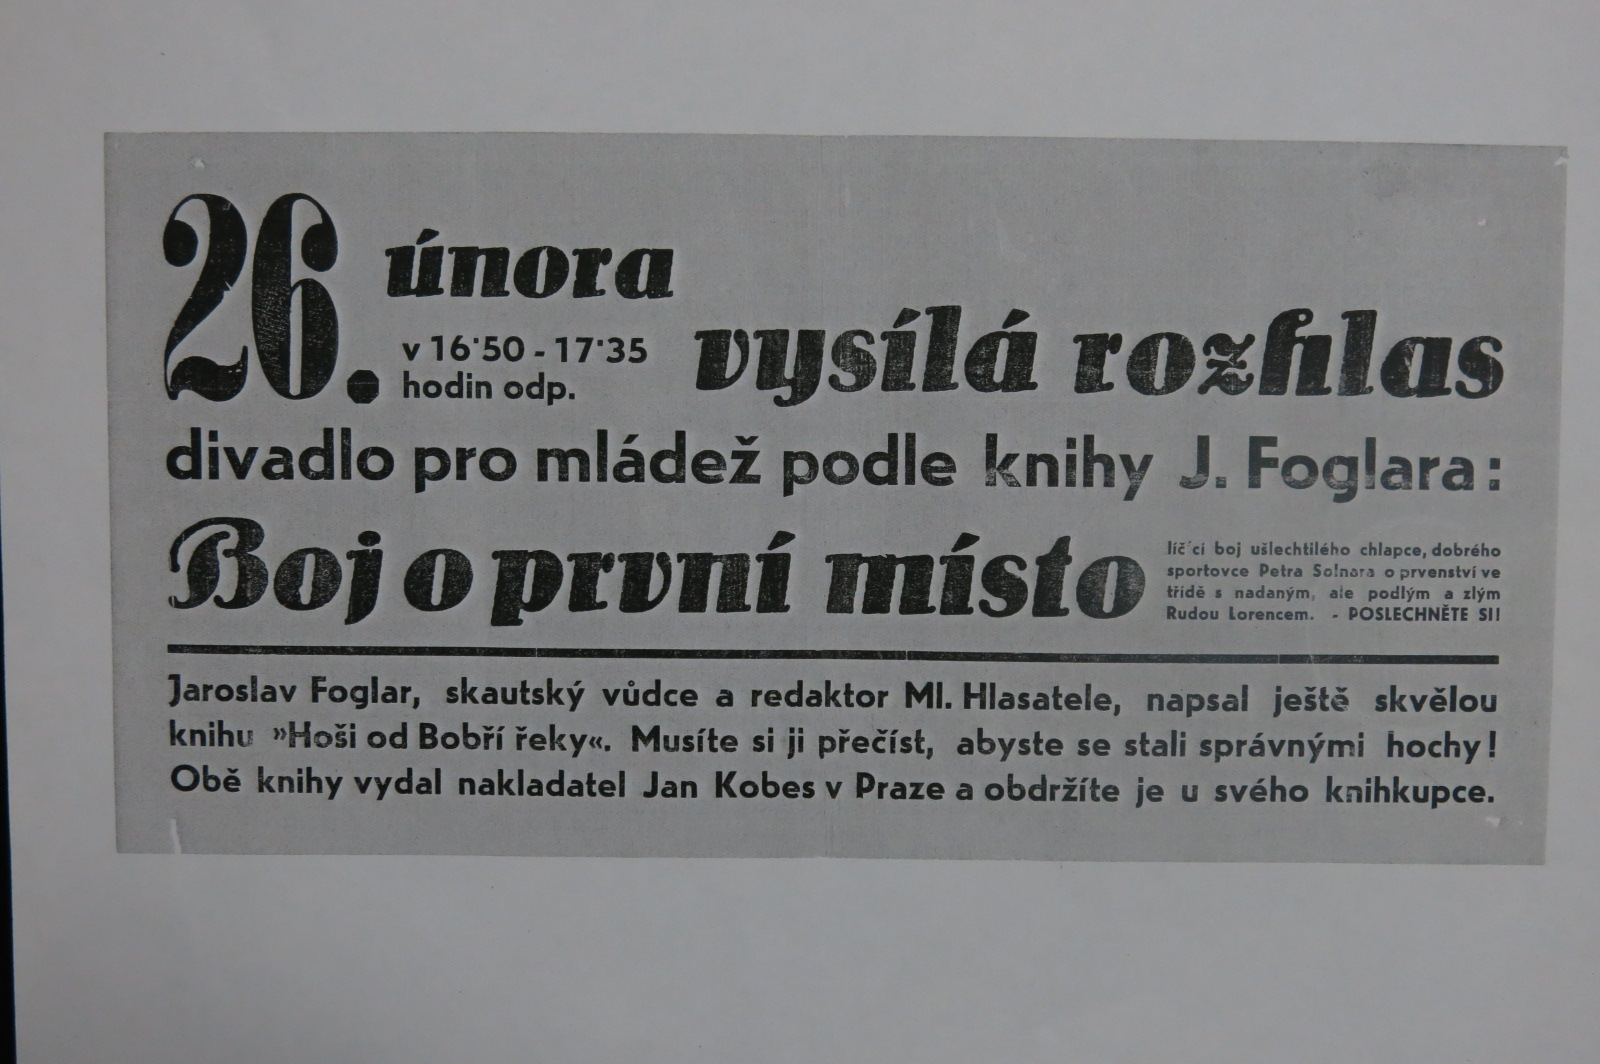 26. února
v 16˙50 - 17˙35
hodin odp.
vysílá rozhlas
divadlo pro mládež podle knihy J. Foglara:
Boj o první místo
líčící boj ušlechtilého chlapce, dobrého
sportovce Petra Solnara o prvenství ve
třídě s nadaným, ale podlým a zlým
Rudou Lorencem. - POSLECHNĚTE SI!
Jaroslav Foglar, skautský vůdce a redaktor Ml. Hlasatele, napsal ještě skvělou
knihu »Hoši od Bobří řeky«. Musíte si ji přečíst, abyste se stali správnými hochy!
Obě knihy vydal nakladatel Jan Kobes v Praze a obdržíte je u svého knihkupce.